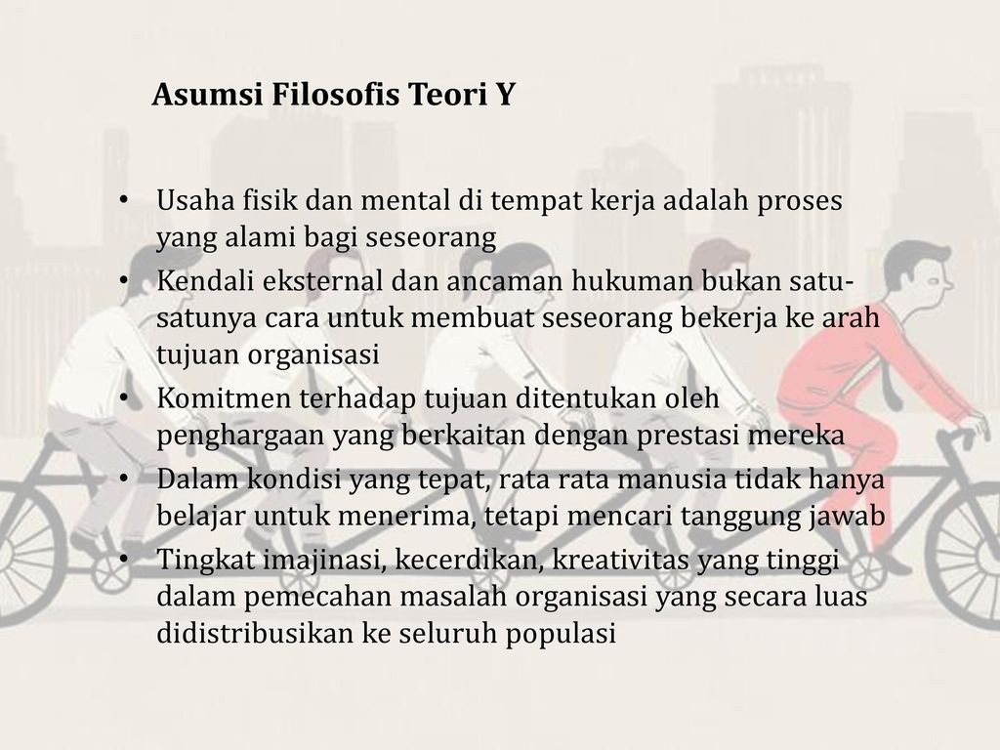 Asumsi Filosofis Teori Y
• Usaha fisik dan mental di tempat kerja adalah proses
yang alami bagi seseorang
• Kendali eksternal dan ancaman hukuman bukan satu-
satunya cara untuk membuat seseorang bekerja ke arah
tujuan organisasi
• Komitmen terhadap tujuan ditentukan oleh
penghargaan yang berkaitan dengan prestasi mereka
• Dalam kondisi yang tepat, rata rata manusia tidak hanya
belajar untuk menerima, tetapi mencari tanggung jawab
• Tingkat imajinasi, kecerdikan, kreativitas yang tinggi
dalam pemecahan masalah organisasi yang secara luas
didistribusikan ke seluruh populasi